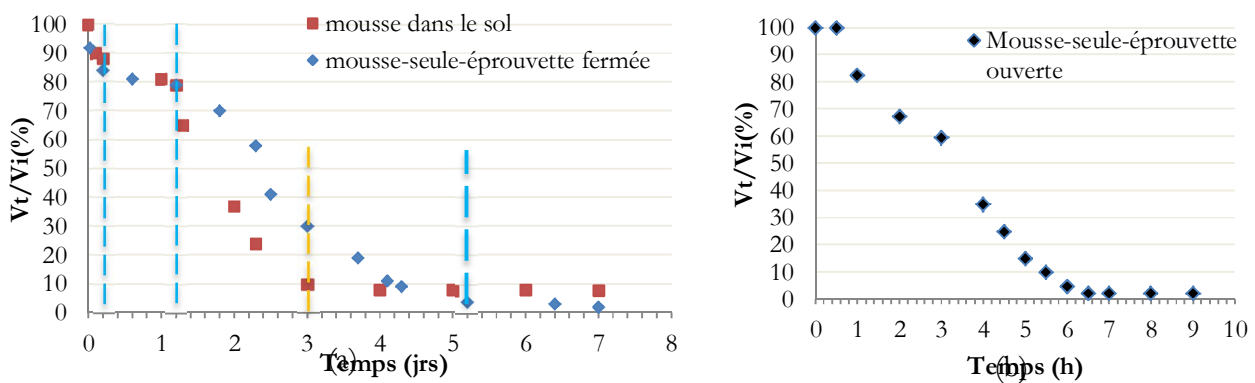 mousse dans le sol
mousse-seule-éprouvette fermée
Vt/Vi(%)
100
90
80
70
60
50
40
30
20
10
0
0 1 2 3 4 5 6 7 8
Temps (jrs)
(a)
Mousse-seule-éprouvette
ouverte
Vt/Vi(%)
100
90
80
70
60
50
40
30
20
10
0
0 1 2 3 4 5 6 7 8 9 10
Temps (h)
(b)